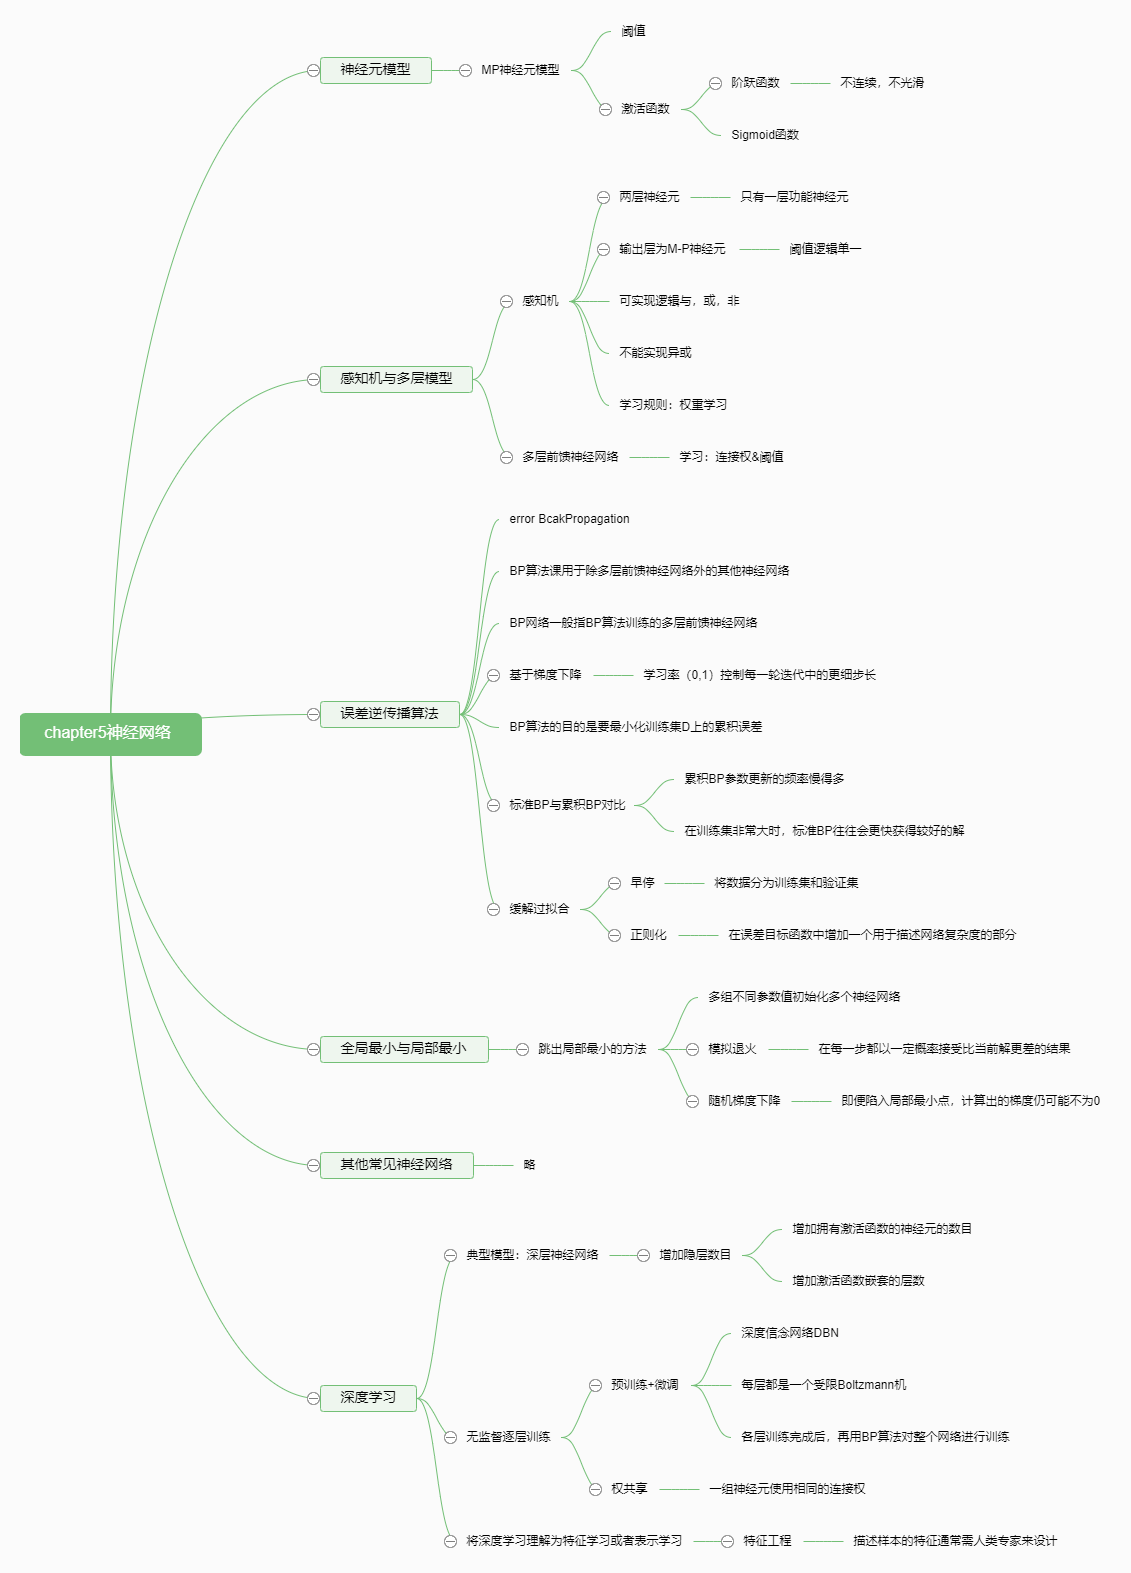 chapter5神经网络
神经元模型
MP神经元模型
阈值
激活函数
阶跃函数
不连续，不光滑
Sigmoid函数
感知机与多层模型
感知机
两层神经元
只有一层功能神经元
输出层为M-P神经元
阈值逻辑单一
可实现逻辑与，或，非
不能实现异或
学习规则：权重学习
多层前馈神经网络
学习：连接权&阈值
误差逆传播算法
error BcakPropagation
BP算法课用于除多层前馈神经网络外的其他神经网络
BP网络一般指BP算法训练的多层前馈神经网络
基于梯度下降
学习率（0,1）控制每一轮迭代中的更细步长
BP算法的目的是要最小化训练集D上的累积误差
标准BP与累积BP对比
累积BP参数更新的频率慢得多
在训练集非常大时，标准BP往往会更快获得较好的解
缓解过拟合
早停
将数据分为训练集和验证集
正则化
在误差目标函数中增加一个用于描述网络复杂度的部分
全局最小与局部最小
跳出局部最小的方法
多组不同参数值初始化多个神经网络
模拟退火
在每一步都以一定概率接受比当前解更差的结果
随机梯度下降
即便陷入局部最小点，计算出的梯度仍可能不为0
其他常见神经网络
略
深度学习
典型模型：深层神经网络
增加隐层数目
增加拥有激活函数的神经元的数目
增加激活函数嵌套的层数
无监督逐层训练
预训练+微调
深度信念网络DBN
每层都是一个受限Boltzmann机
各层训练完成后，再用BP算法对整个网络进行训练
权共享
一组神经元使用相同的连接权
将深度学习理解为特征学习或者表示学习
特征工程
描述样本的特征通常需人类专家来设计